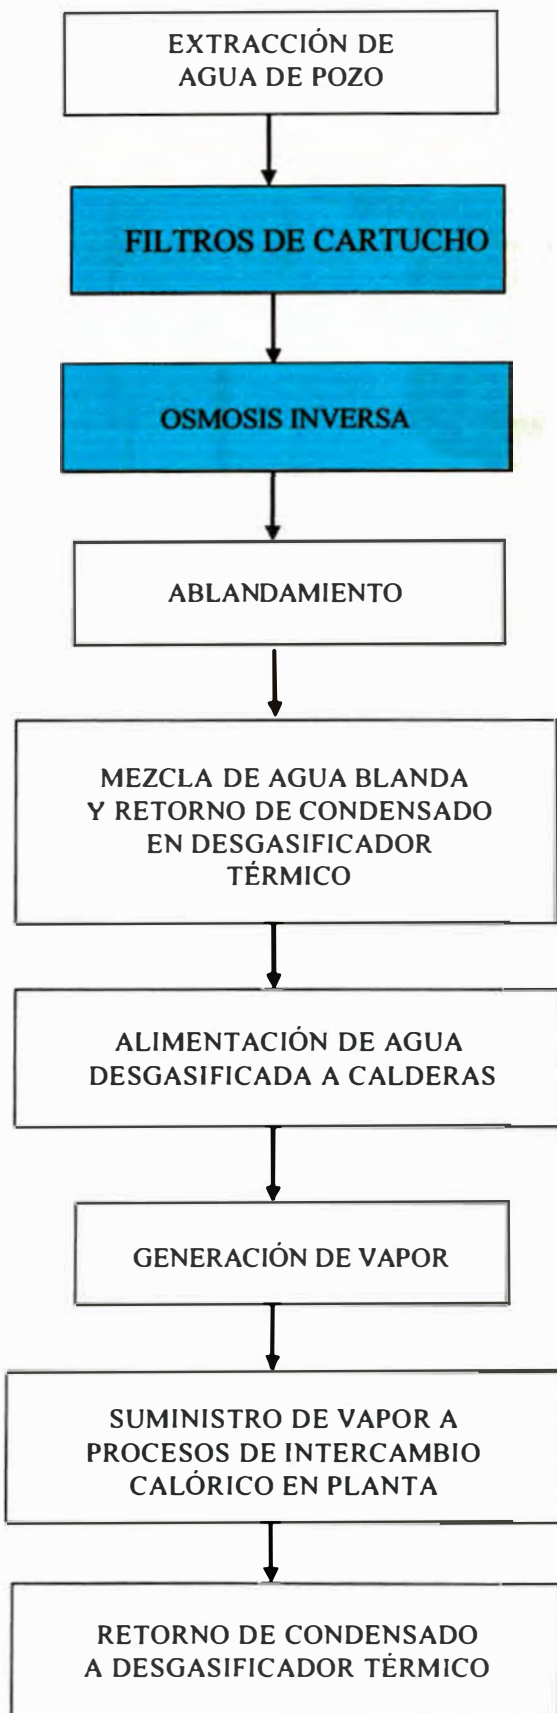 EXTRACCIÓN DE
AGUA DE POZO
FILTROS DE CARTUCHO
OSMOSIS INVERSA
ABLANDAMIENTO
MEZCLA DE AGUA BLANDA
Y RETORNO DE CONDENSADO
EN DESGASIFICADOR
TÉRMICO
ALIMENTACIÓN DE AGUA
DESGASIFICADA A CALDERAS
GENERACIÓN DE VAPOR
SUMINISTRO DE VAPOR A
PROCESOS DE INTERCAMBIO
CALÓRICO EN PLANTA
RETORNO DE CONDENSADO
A DESGASIFICADOR TÉRMICO